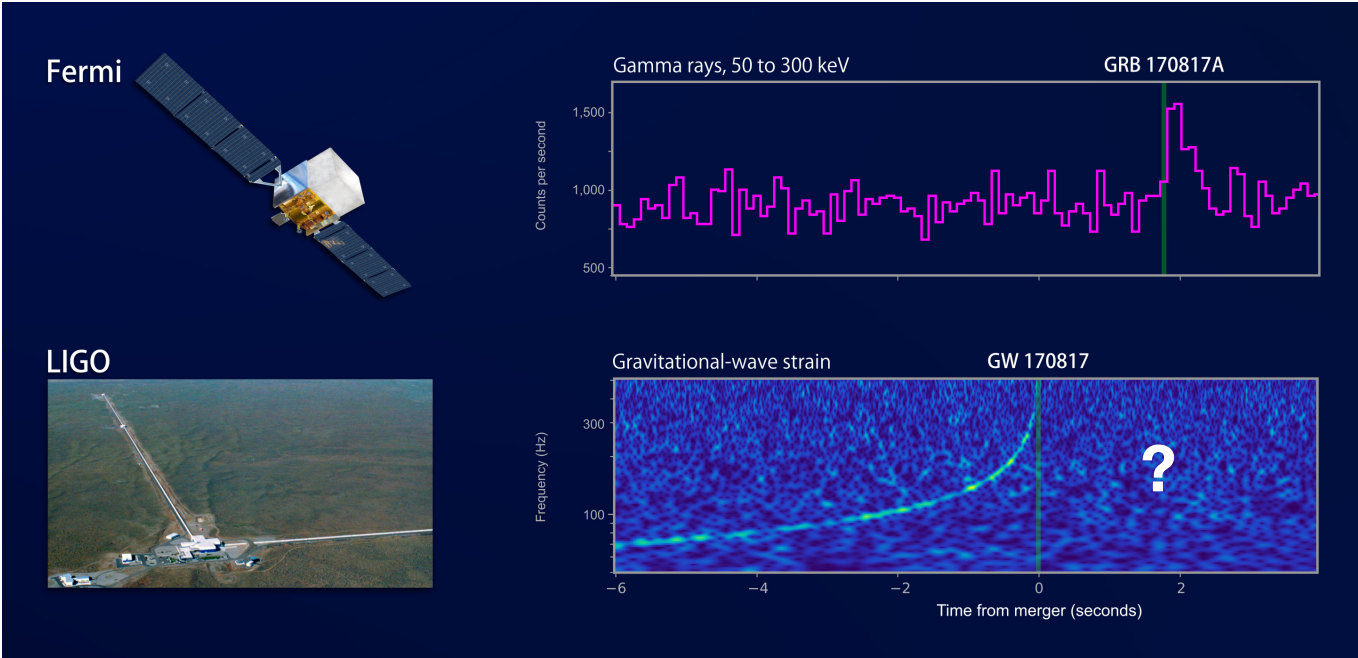 Fermi
Gamma rays, 50 to 300 keV
GRB 170817A
Counts per second
1,500
1,000
500
LIGO
Gravitational-wave strain
GW 170817
Frequency (Hz)
300
100
?
−6
−4
−2
0
2
Time from merger (seconds)